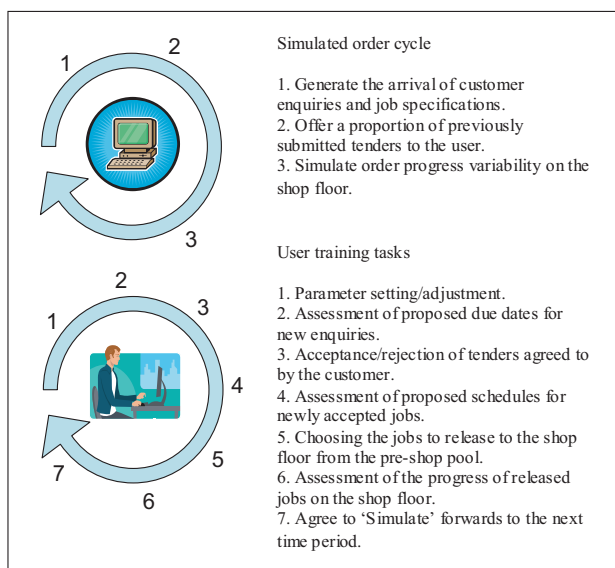 Simulated order cycle
1. Generate the arrival of customer
enquiries and job specifications.
2. Offer a proportion of previously
submitted tenders to the user.
3. Simulate order progress variability on the
shop floor.
1
2
3
User training tasks
1. Parameter setting/adjustment.
2. Assessment of proposed due dates for
new enquiries.
3. Acceptance/rejection of tenders agreed to
by the customer.
4. Assessment of proposed schedules for
newly accepted jobs.
5. Choosing the jobs to release to the shop
floor from the pre-shop pool.
6. Assessment of the progress of released
jobs on the shop floor.
7. Agree to ‘Simulate’ forwards to the next
time period.
1
2
3
4
5
6
7